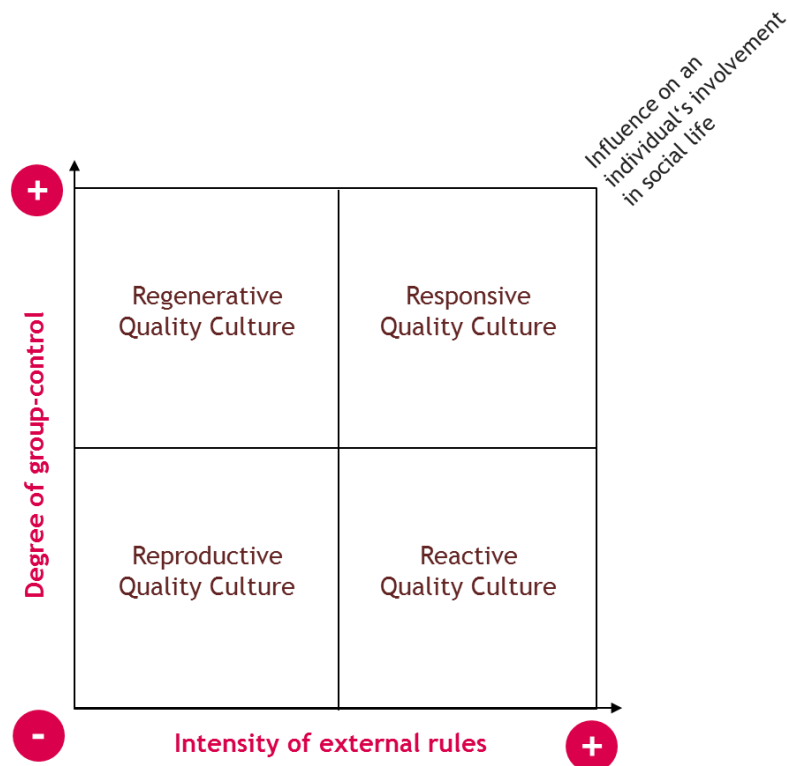 Influence on an
individual‘s involvement
in social life
+
Regenerative
Quality Culture
Responsive
Quality Culture
Degree of group-control
Reproductive
Quality Culture
Reactive
Quality Culture
-
Intensity of external rules
+